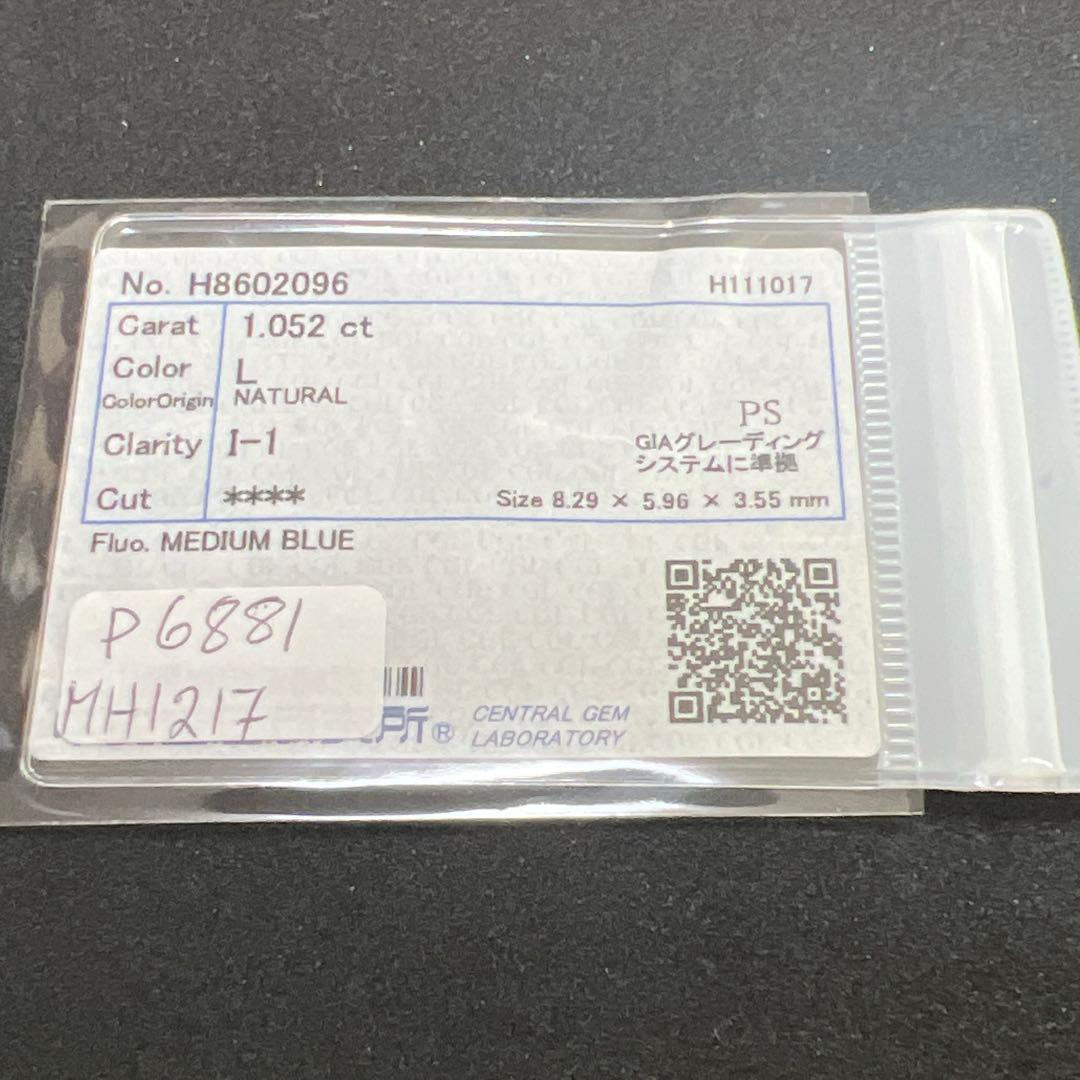 No. H8602096 H111017
Carat 1.052 ct
Color L
ColorOrigin NATURAL
PS
Clarity I-1 GIAグレーディング
システムに準拠
Cut **** Size 8.29 × 5.96 × 3.55 mm
Fluo. MEDIUM BLUE
P6881
MH1217
所® CENTRAL GEM
LABORATORY